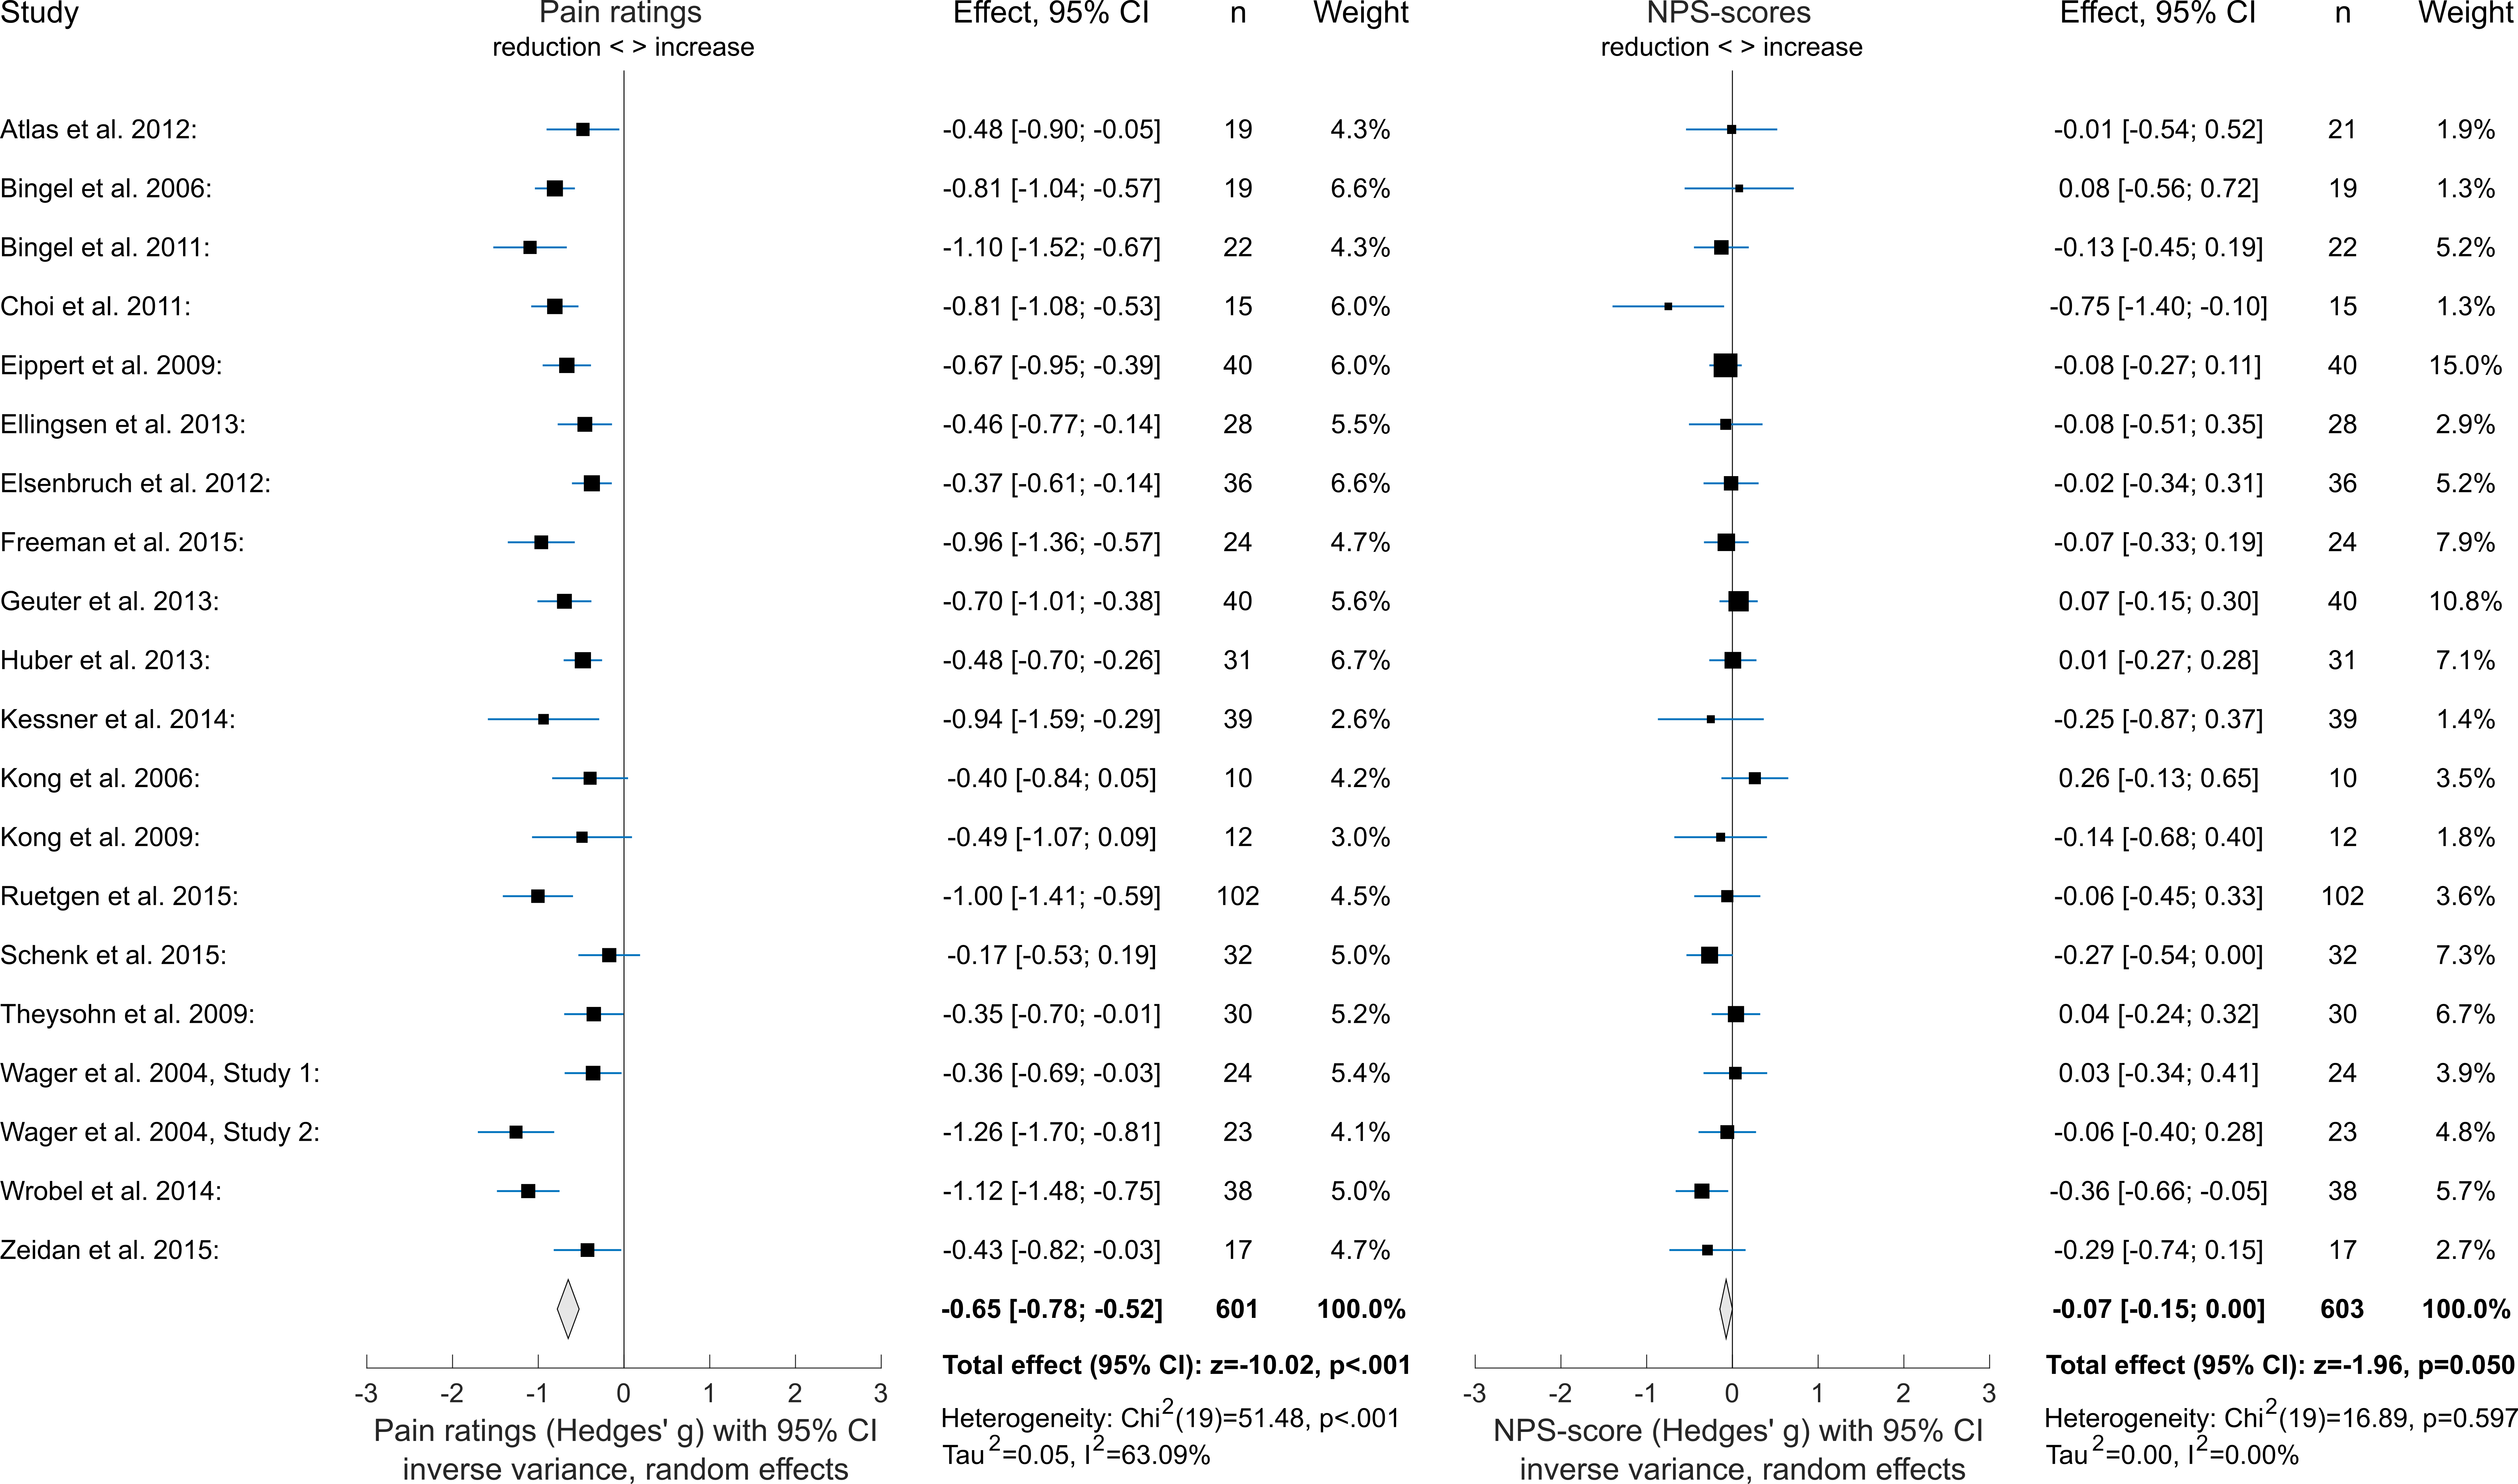 Study Pain ratings Effect, 95% CI n Weight NPS-scores Effect, 95% CI n Weight
reduction < > increase reduction < > increase
Atlas et al. 2012: -0.48 [-0.90; -0.05] 19 4.3% -0.01 [-0.54; 0.52] 21 1.9%
Bingel et al. 2006: -0.81 [-1.04; -0.57] 19 6.6% 0.08 [-0.56; 0.72] 19 1.3%
Bingel et al. 2011: -1.10 [-1.52; -0.67] 22 4.3% -0.13 [-0.45; 0.19] 22 5.2%
Choi et al. 2011: -0.81 [-1.08; -0.53] 15 6.0% -0.75 [-1.40; -0.10] 15 1.3%
Eippert et al. 2009: -0.67 [-0.95; -0.39] 40 6.0% -0.08 [-0.27; 0.11] 40 15.0%
Ellingsen et al. 2013: -0.46 [-0.77; -0.14] 28 5.5% -0.08 [-0.51; 0.35] 28 2.9%
Elsenbruch et al. 2012: -0.37 [-0.61; -0.14] 36 6.6% -0.02 [-0.34; 0.31] 36 5.2%
Freeman et al. 2015: -0.96 [-1.36; -0.57] 24 4.7% -0.07 [-0.33; 0.19] 24 7.9%
Geuter et al. 2013: -0.70 [-1.01; -0.38] 40 5.6% 0.07 [-0.15; 0.30] 40 10.8%
Huber et al. 2013: -0.48 [-0.70; -0.26] 31 6.7% 0.01 [-0.27; 0.28] 31 7.1%
Kessner et al. 2014: -0.94 [-1.59; -0.29] 39 2.6% -0.25 [-0.87; 0.37] 39 1.4%
Kong et al. 2006: -0.40 [-0.84; 0.05] 10 4.2% 0.26 [-0.13; 0.65] 10 3.5%
Kong et al. 2009: -0.49 [-1.07; 0.09] 12 3.0% -0.14 [-0.68; 0.40] 12 1.8%
Ruetgen et al. 2015: -1.00 [-1.41; -0.59] 102 4.5% -0.06 [-0.45; 0.33] 102 3.6%
Schenk et al. 2015: -0.17 [-0.53; 0.19] 32 5.0% -0.27 [-0.54; 0.00] 32 7.3%
Theysohn et al. 2009: -0.35 [-0.70; -0.01] 30 5.2% 0.04 [-0.24; 0.32] 30 6.7%
Wager et al. 2004, Study 1: -0.36 [-0.69; -0.03] 24 5.4% 0.03 [-0.34; 0.41] 24 3.9%
Wager et al. 2004, Study 2: -1.26 [-1.70; -0.81] 23 4.1% -0.06 [-0.40; 0.28] 23 4.8%
Wrobel et al. 2014: -1.12 [-1.48; -0.75] 38 5.0% -0.36 [-0.66; -0.05] 38 5.7%
Zeidan et al. 2015: -0.43 [-0.82; -0.03] 17 4.7% -0.29 [-0.74; 0.15] 17 2.7%
-0.65 [-0.78; -0.52] 601 100.0% -0.07 [-0.15; 0.00] 603 100.0%
Total effect (95% CI): z=-10.02, p<.001 Total effect (95% CI): z=-1.96, p=0.050
-3 -2 -1 0 1 2 3 -3 -2 -1 0 1 2 3
Pain ratings (Hedges' g) with 95% CI Heterogeneity: Chi²(19)=51.48, p<.001 NPS-score (Hedges' g) with 95% CI Heterogeneity: Chi²(19)=16.89, p=0.597
inverse variance, random effects Tau²=0.05, I²=63.09% inverse variance, random effects Tau²=0.00, I²=0.00%